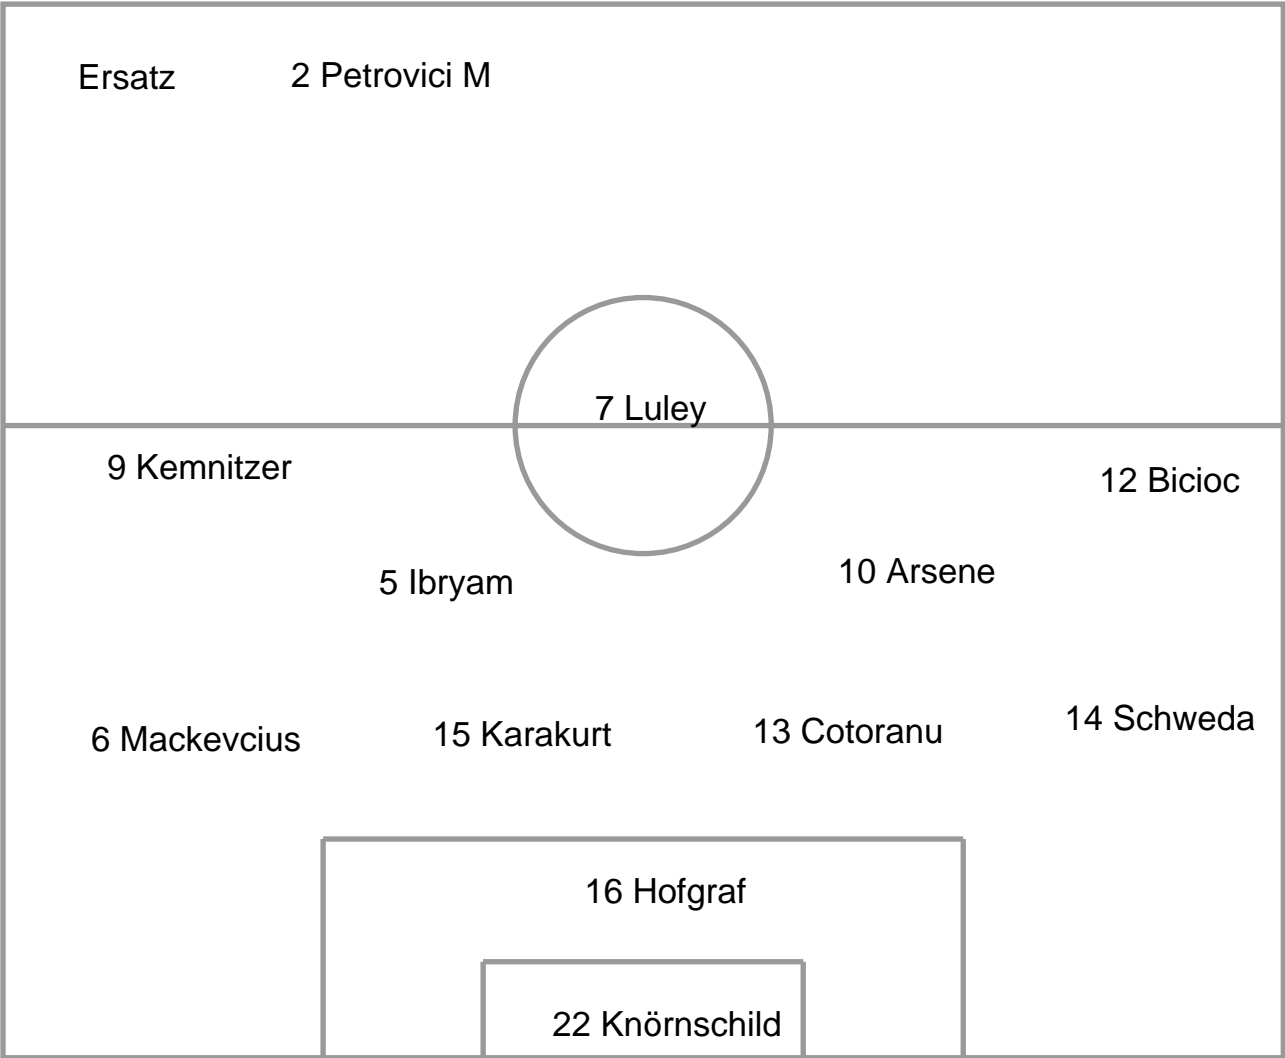 Ersatz 2 Petrovici M
7 Luley
9 Kemnitzer
12 Bicioc
5 Ibryam
10 Arsene
6 Mackevcius
15 Karakurt
13 Cotoranu
14 Schweda
16 Hofgraf
22 Knörnschild